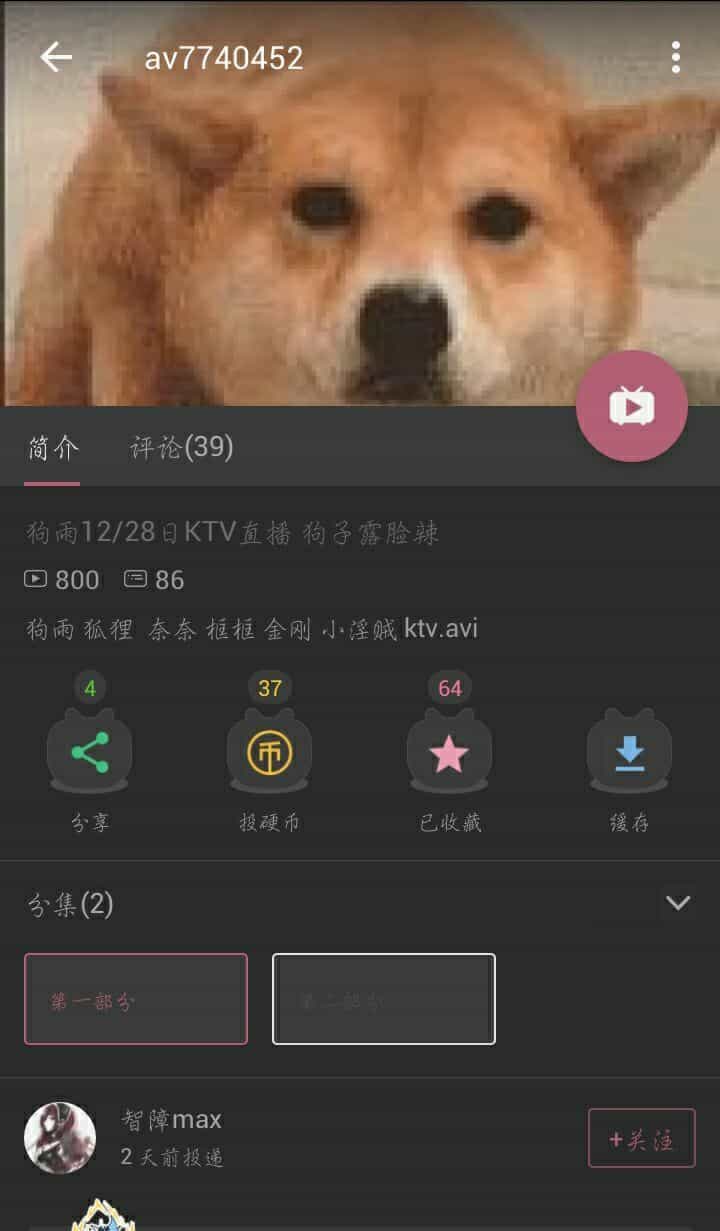 av7740452
简介 评论(39)
狗雨12/28日KTV直播 狗子露脸辣
800 86
狗雨 狐狸 奈奈 框框 金刚 小淫贼 ktv.avi
4 37 64
币
分享 投硬币 已收藏 缓存
分集(2)
第一部分 第二部分
智障max
2 天前投递
+关注